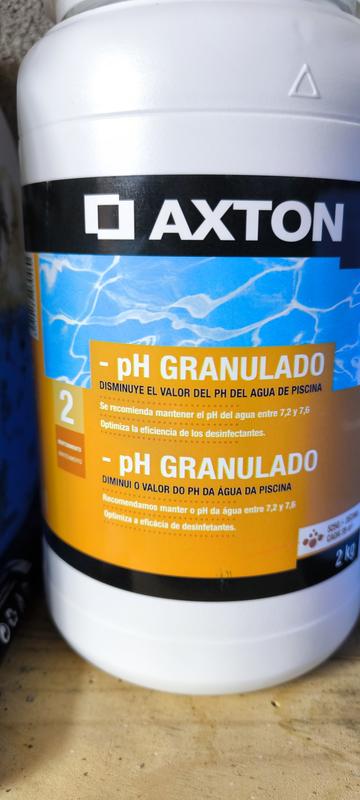 AXTON
- pH GRANULADO
DISMINUYE EL VALOR DEL PH DEL AGUA DE PISCINA
Se recomienda mantener el pH del agua entre 7,2 y 7,6
Optimiza la eficiencia de los desinfectantes.
2
- pH GRANULADO
DIMINUI O VALOR DO PH DA ÁGUA DA PISCINA
Recomendamos manter o pH da água entre 7,2 y 7,6
Optimiza a eficácia de desinfetantes.
2 kg